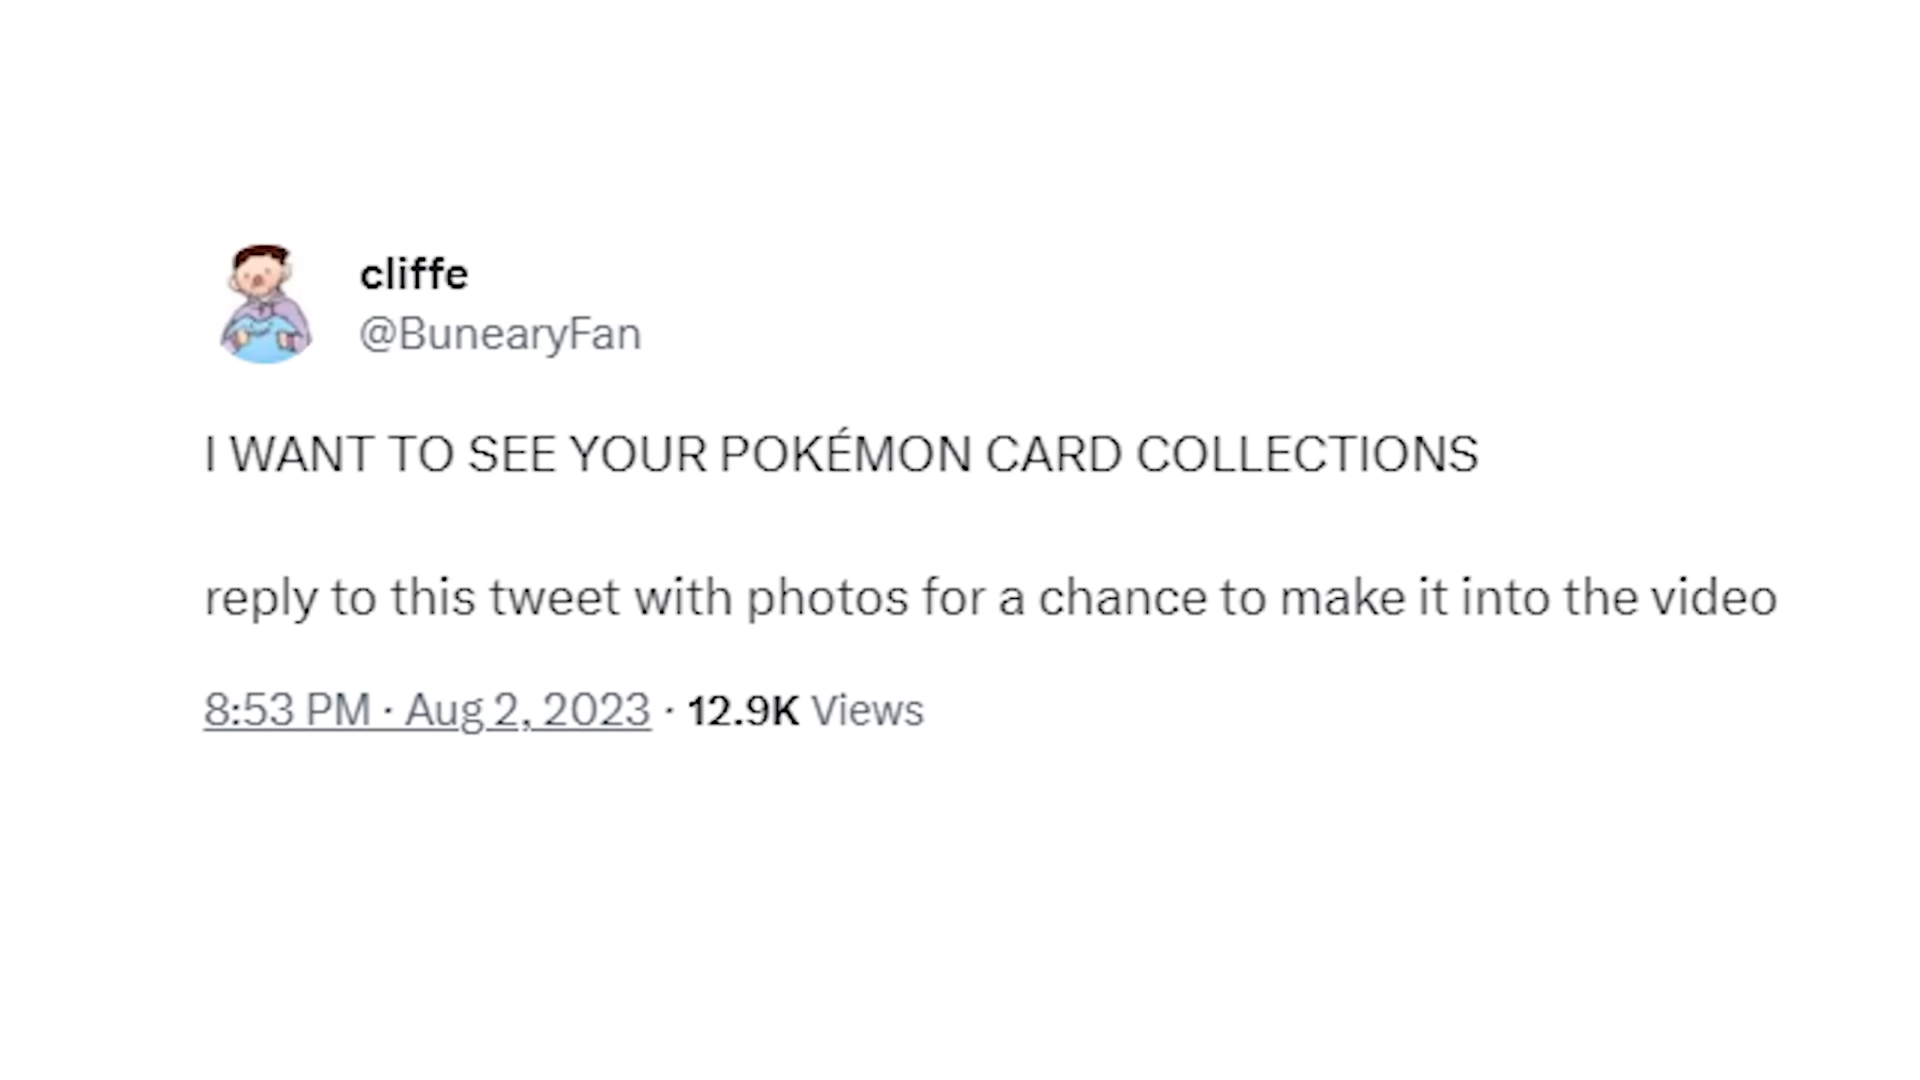 cliffe
@BunearyFan
I WANT TO SEE YOUR POKÉMON CARD COLLECTIONS
reply to this tweet with photos for a chance to make it into the video
8:53 PM · Aug 2, 2023 · 12.9K Views